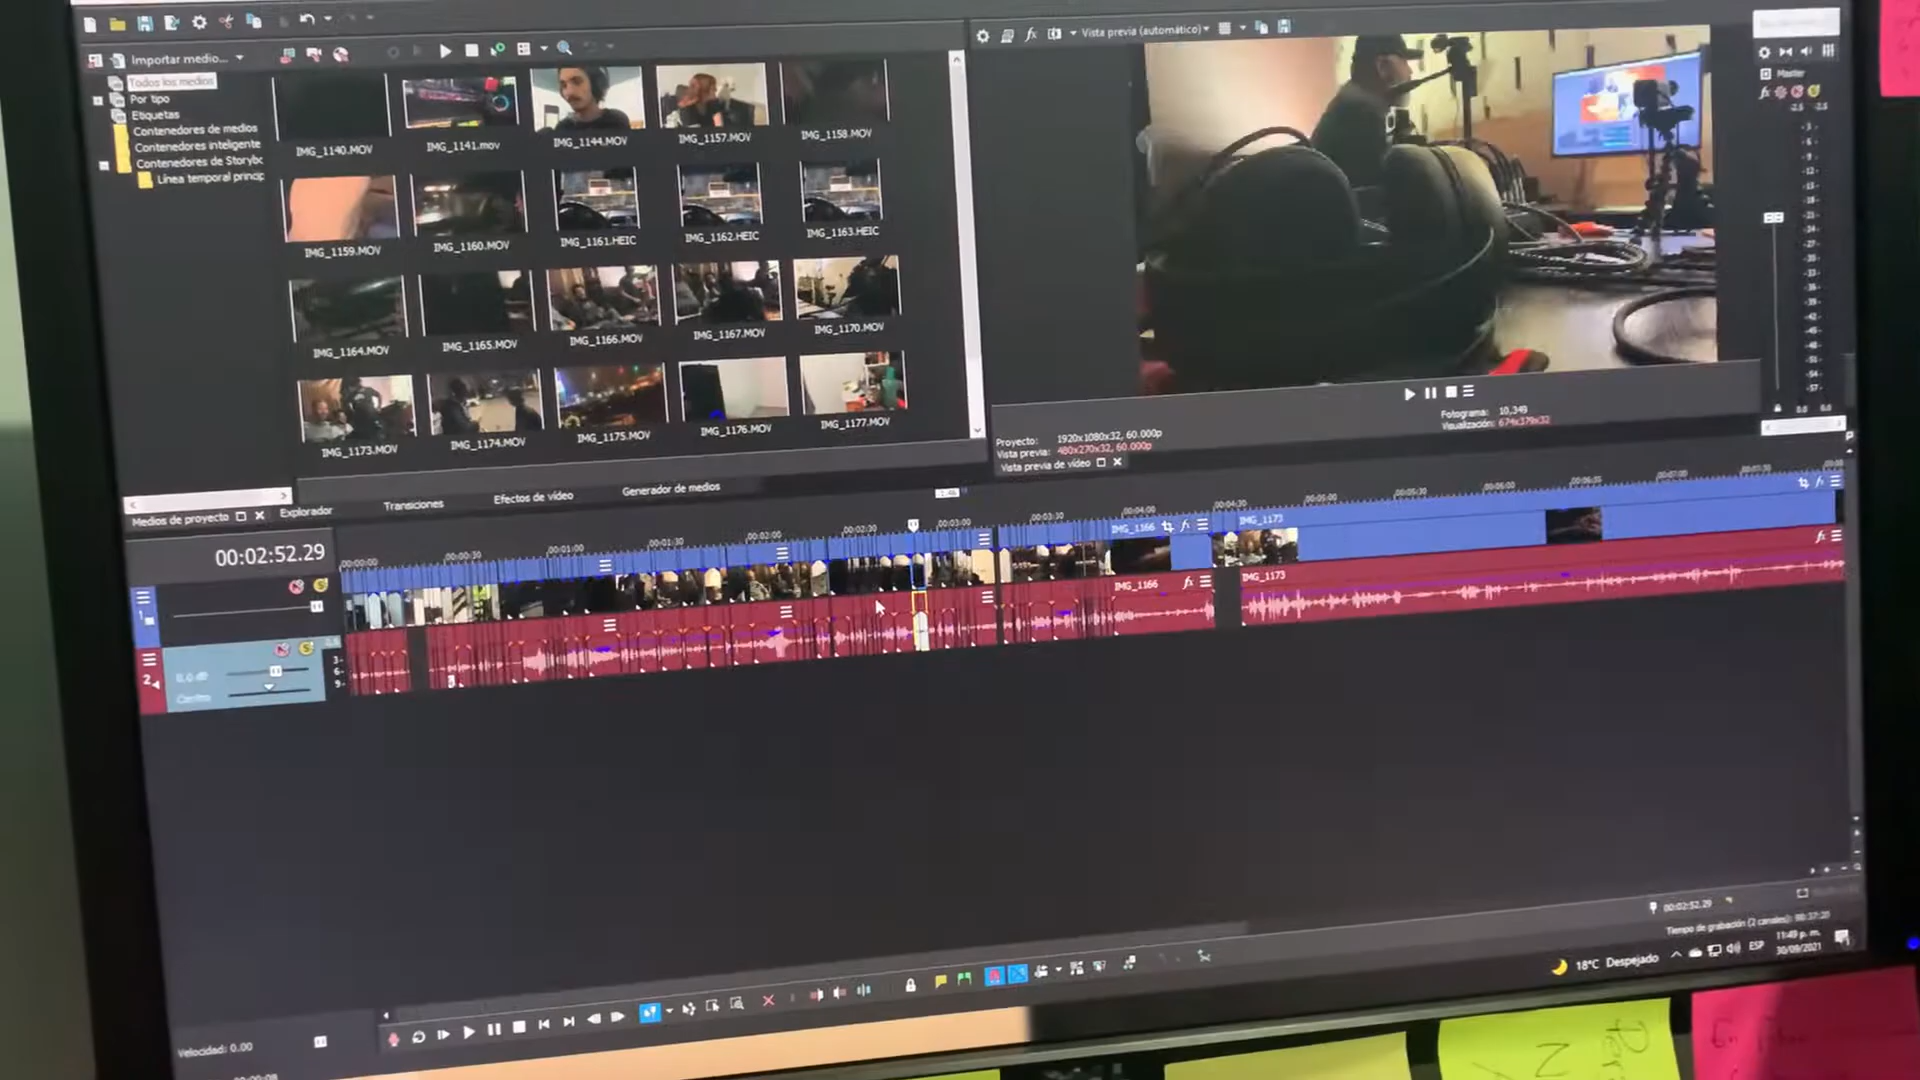 Importar medio...
Todos los medios
Por tipo
Etiquetas
Contenedores de medios
Contenedores inteligente
Contenedores de Storybc
Línea temporal princip
IMG_1140.MOV
IMG_1141.mov
IMG_1144.MOV
IMG_1157.MOV
IMG_1158.MOV
IMG_1159.MOV
IMG_1160.MOV
IMG_1161.HEIC
IMG_1162.HEIC
IMG_1163.HEIC
IMG_1164.MOV
IMG_1165.MOV
IMG_1166.MOV
IMG_1167.MOV
IMG_1170.MOV
IMG_1173.MOV
IMG_1174.MOV
IMG_1175.MOV
IMG_1176.MOV
IMG_1177.MOV
Medios de proyecto
Explorador
Transiciones
Efectos de vídeo
Generador de medios
Vista previa (automático)
Master
Fotograma: 10,349
Visualización: 674x379x32
Proyecto: 1920x1080x32, 60.000p
Vista previa: 480x270x32, 60.000p
Vista previa de vídeo
00:02:52.29
00:00:00
00:00:30
00:01:00
00:01:30
00:02:00
00:02:30
00:03:00
00:03:30
00:04:00
00:04:30
00:05:00
00:05:30
00:06:00
00:06:30
00:07:00
IMG_1166
IMG_1173
IMG_1166
IMG_1173
1
2
Centro
00:02:52.29
Tiempo de grabación (2 canales): 90:37:20
18°C Despejado
ESP
11:49 p. m.
30/09/2021
Velocidad: 0.00